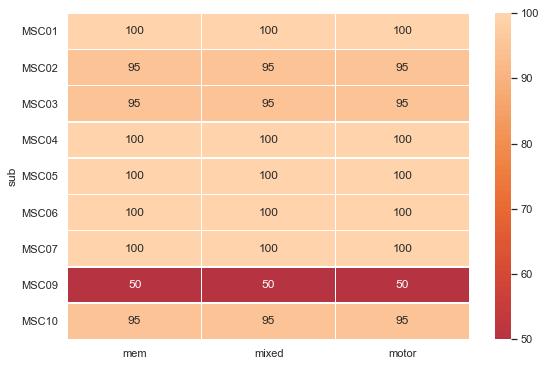 MSC01 100 100 100
MSC02 95 95 95
MSC03 95 95 95
MSC04 100 100 100
MSC05 100 100 100
MSC06 100 100 100
MSC07 100 100 100
MSC09 50 50 50
MSC10 95 95 95
mem mixed motor
sub
100
90
80
70
60
50